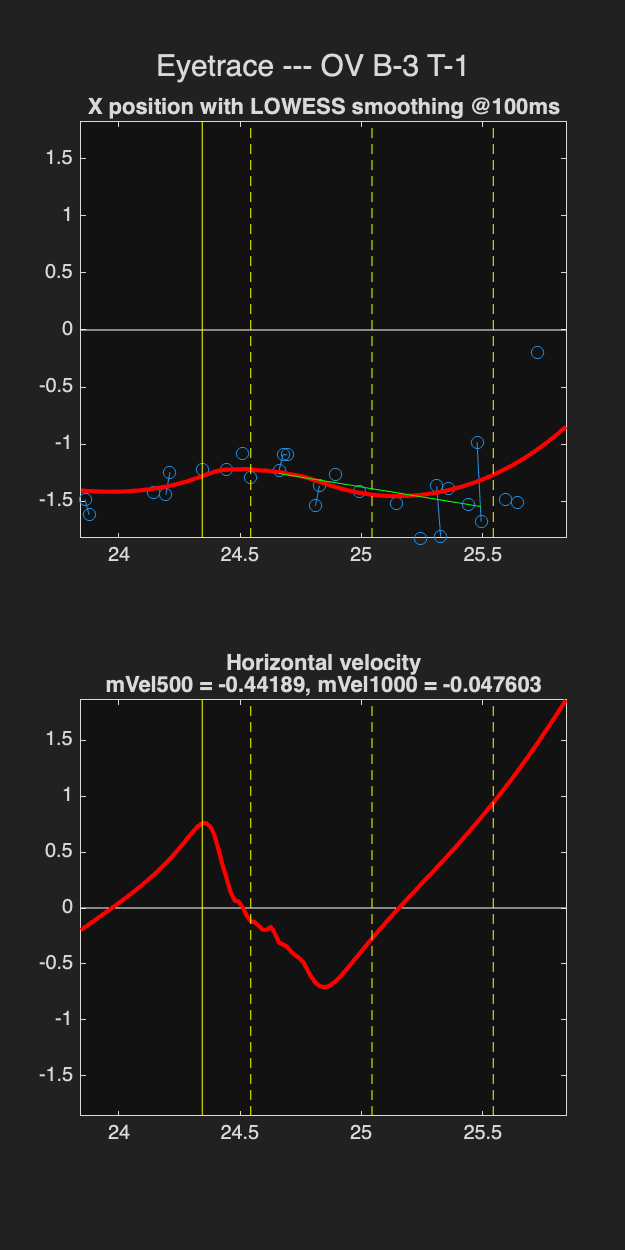 Eyetrace --- OV B-3 T-1
X position with LOWESS smoothing @100ms
1.5
1
0.5
0
-0.5
-1
-1.5
24 24.5 25 25.5
Horizontal velocity
mVel500 = -0.44189, mVel1000 = -0.047603
1.5
1
0.5
0
-0.5
-1
-1.5
24 24.5 25 25.5